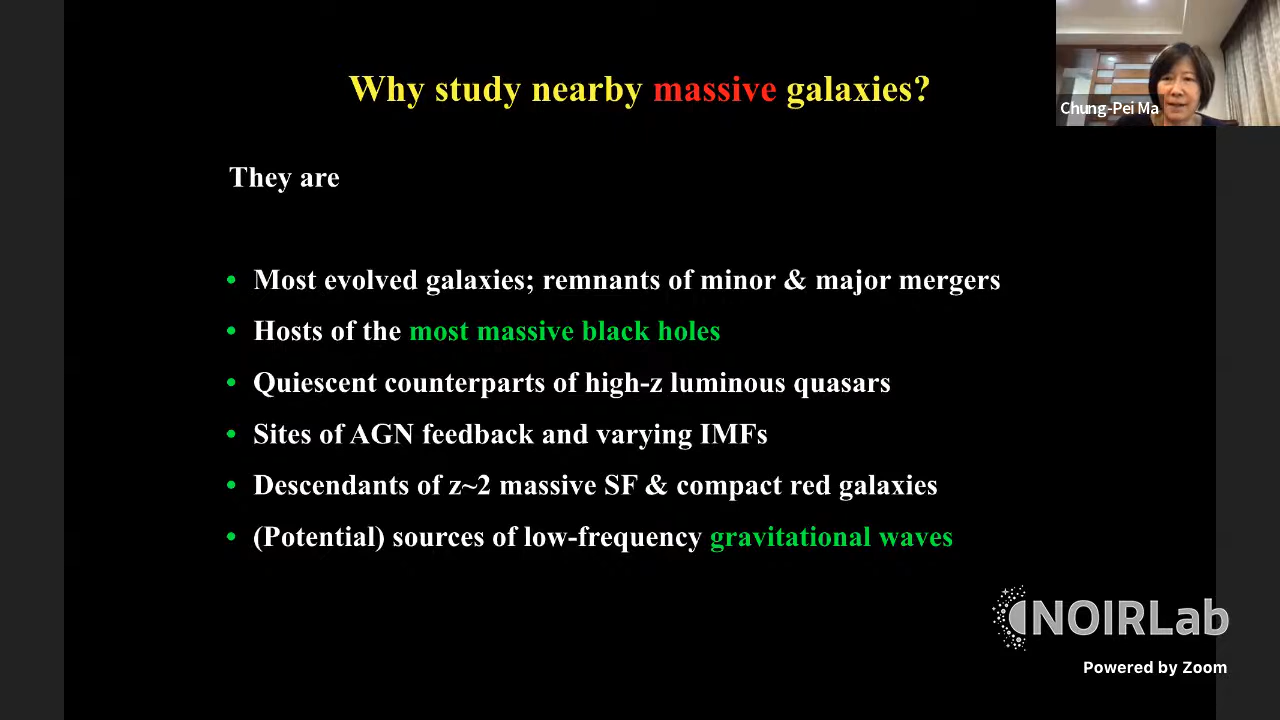 Why study nearby massive galaxies?
Chung-Pei Ma
They are
• Most evolved galaxies; remnants of minor & major mergers
• Hosts of the most massive black holes
• Quiescent counterparts of high-z luminous quasars
• Sites of AGN feedback and varying IMFs
• Descendants of z~2 massive SF & compact red galaxies
• (Potential) sources of low-frequency gravitational waves
NOIRLab
Powered by Zoom